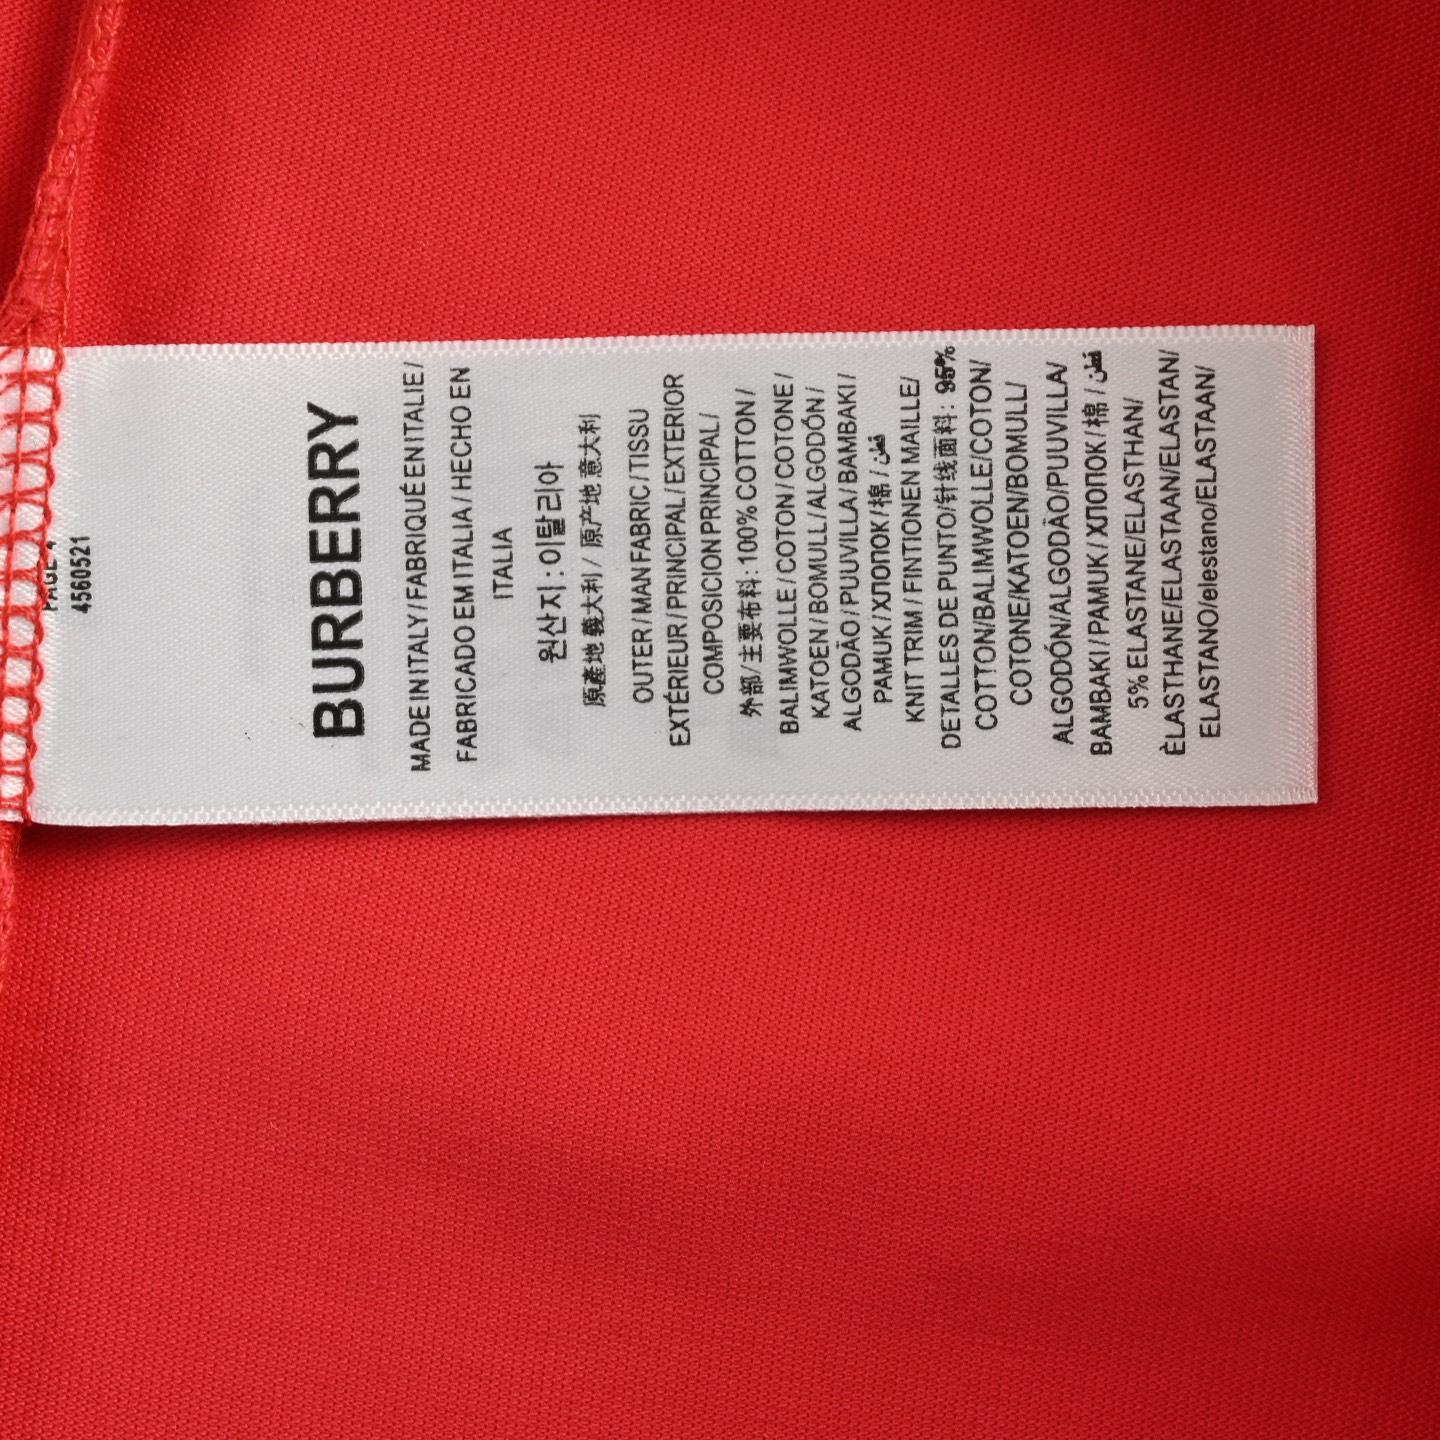 4560521
BURBERRY
MADE IN ITALY / FABRIQUÉ EN ITALIE /
FABRICADO EM ITALIA / HECHO EN
ITALIA
원산지 : 이탈리아
原產地 義大利 / 原产地 意大利
OUTER / MAN FABRIC / TISSU
EXTÉRIEUR / PRINCIPAL / EXTERIOR
COMPOSICION PRINCIPAL /
外部 / 主要布料: 100% COTTON /
BALIMWOLLE / COTON / COTONE /
KATOEN / BOMULL / ALGODÓN /
ALGODÃO / PUUVILLA / BAMBAKI /
PAMUK / ХЛОПОК / 棉 / قطن
KNIT TRIM / FINTIONEN MAILLE/
DETALLES DE PUNTO/针线面料: 95%
COTTON/BALIMWOLLE/COTON/
COTONE/KATOEN/BOMULL/
ALGODÓN/ALGODÃO/PUUVILLA/
BAMBAKI / PAMUK / ХЛОПОК / 棉 / قطن
5% ELASTANE/ELASTHAN/
ÈLASTHANE/ELASTAAN/ELASTAN/
ELASTANO/elestano/ELASTAAN/